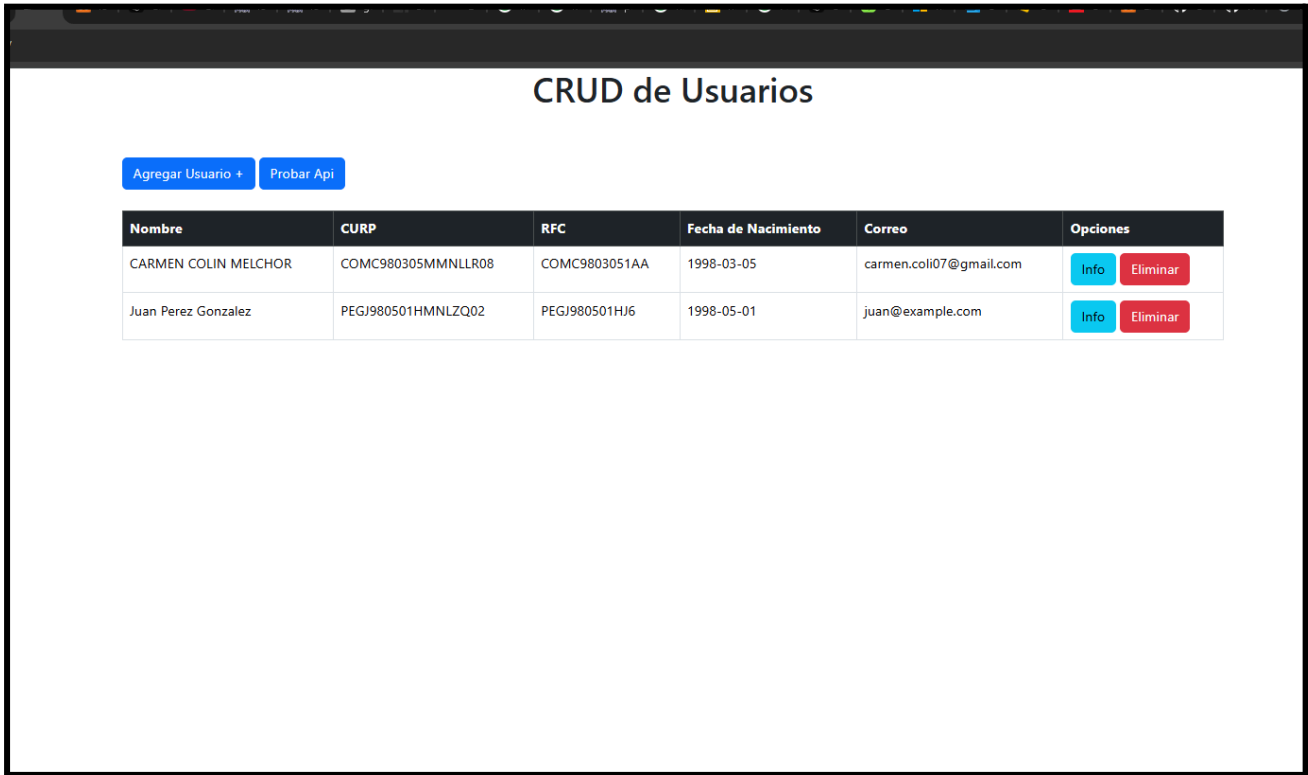 CRUD de Usuarios
Agregar Usuario + Probar Api
Nombre CURP RFC Fecha de Nacimiento Correo Opciones
CARMEN COLIN MELCHOR COMC980305MMNLLR08 COMC9803051AA 1998-03-05 carmen.coli07@gmail.com Info Eliminar
Juan Perez Gonzalez PEGJ980501HMNLZQ02 PEGJ980501HJ6 1998-05-01 juan@example.com Info Eliminar